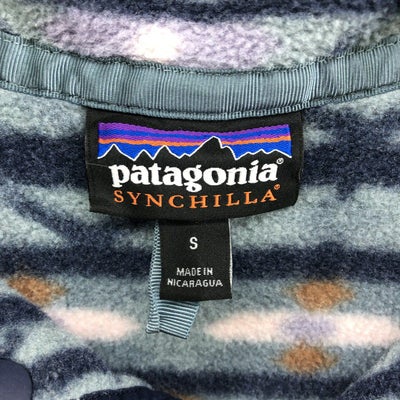 patagonia®
SYNCHILLA®
S
MADE IN
NICARAGUA